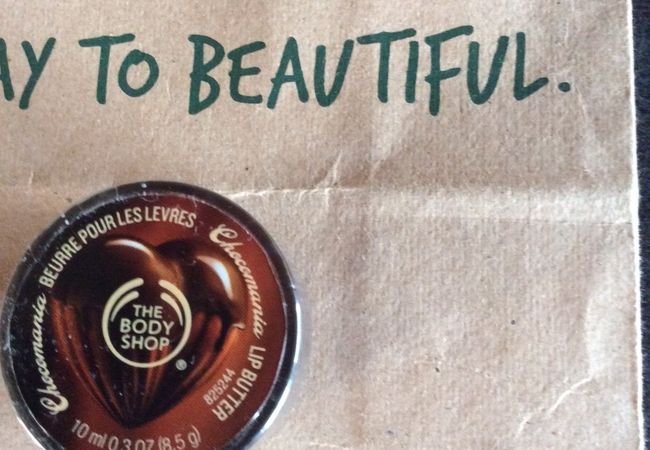 AY TO BEAUTIFUL.
Chocomania BEURRE POUR LES LEVRES
Chocomania LIP BUTTER
THE
BODY
SHOP
®
825244
10 ml 0.3 OZ (8.5 g)